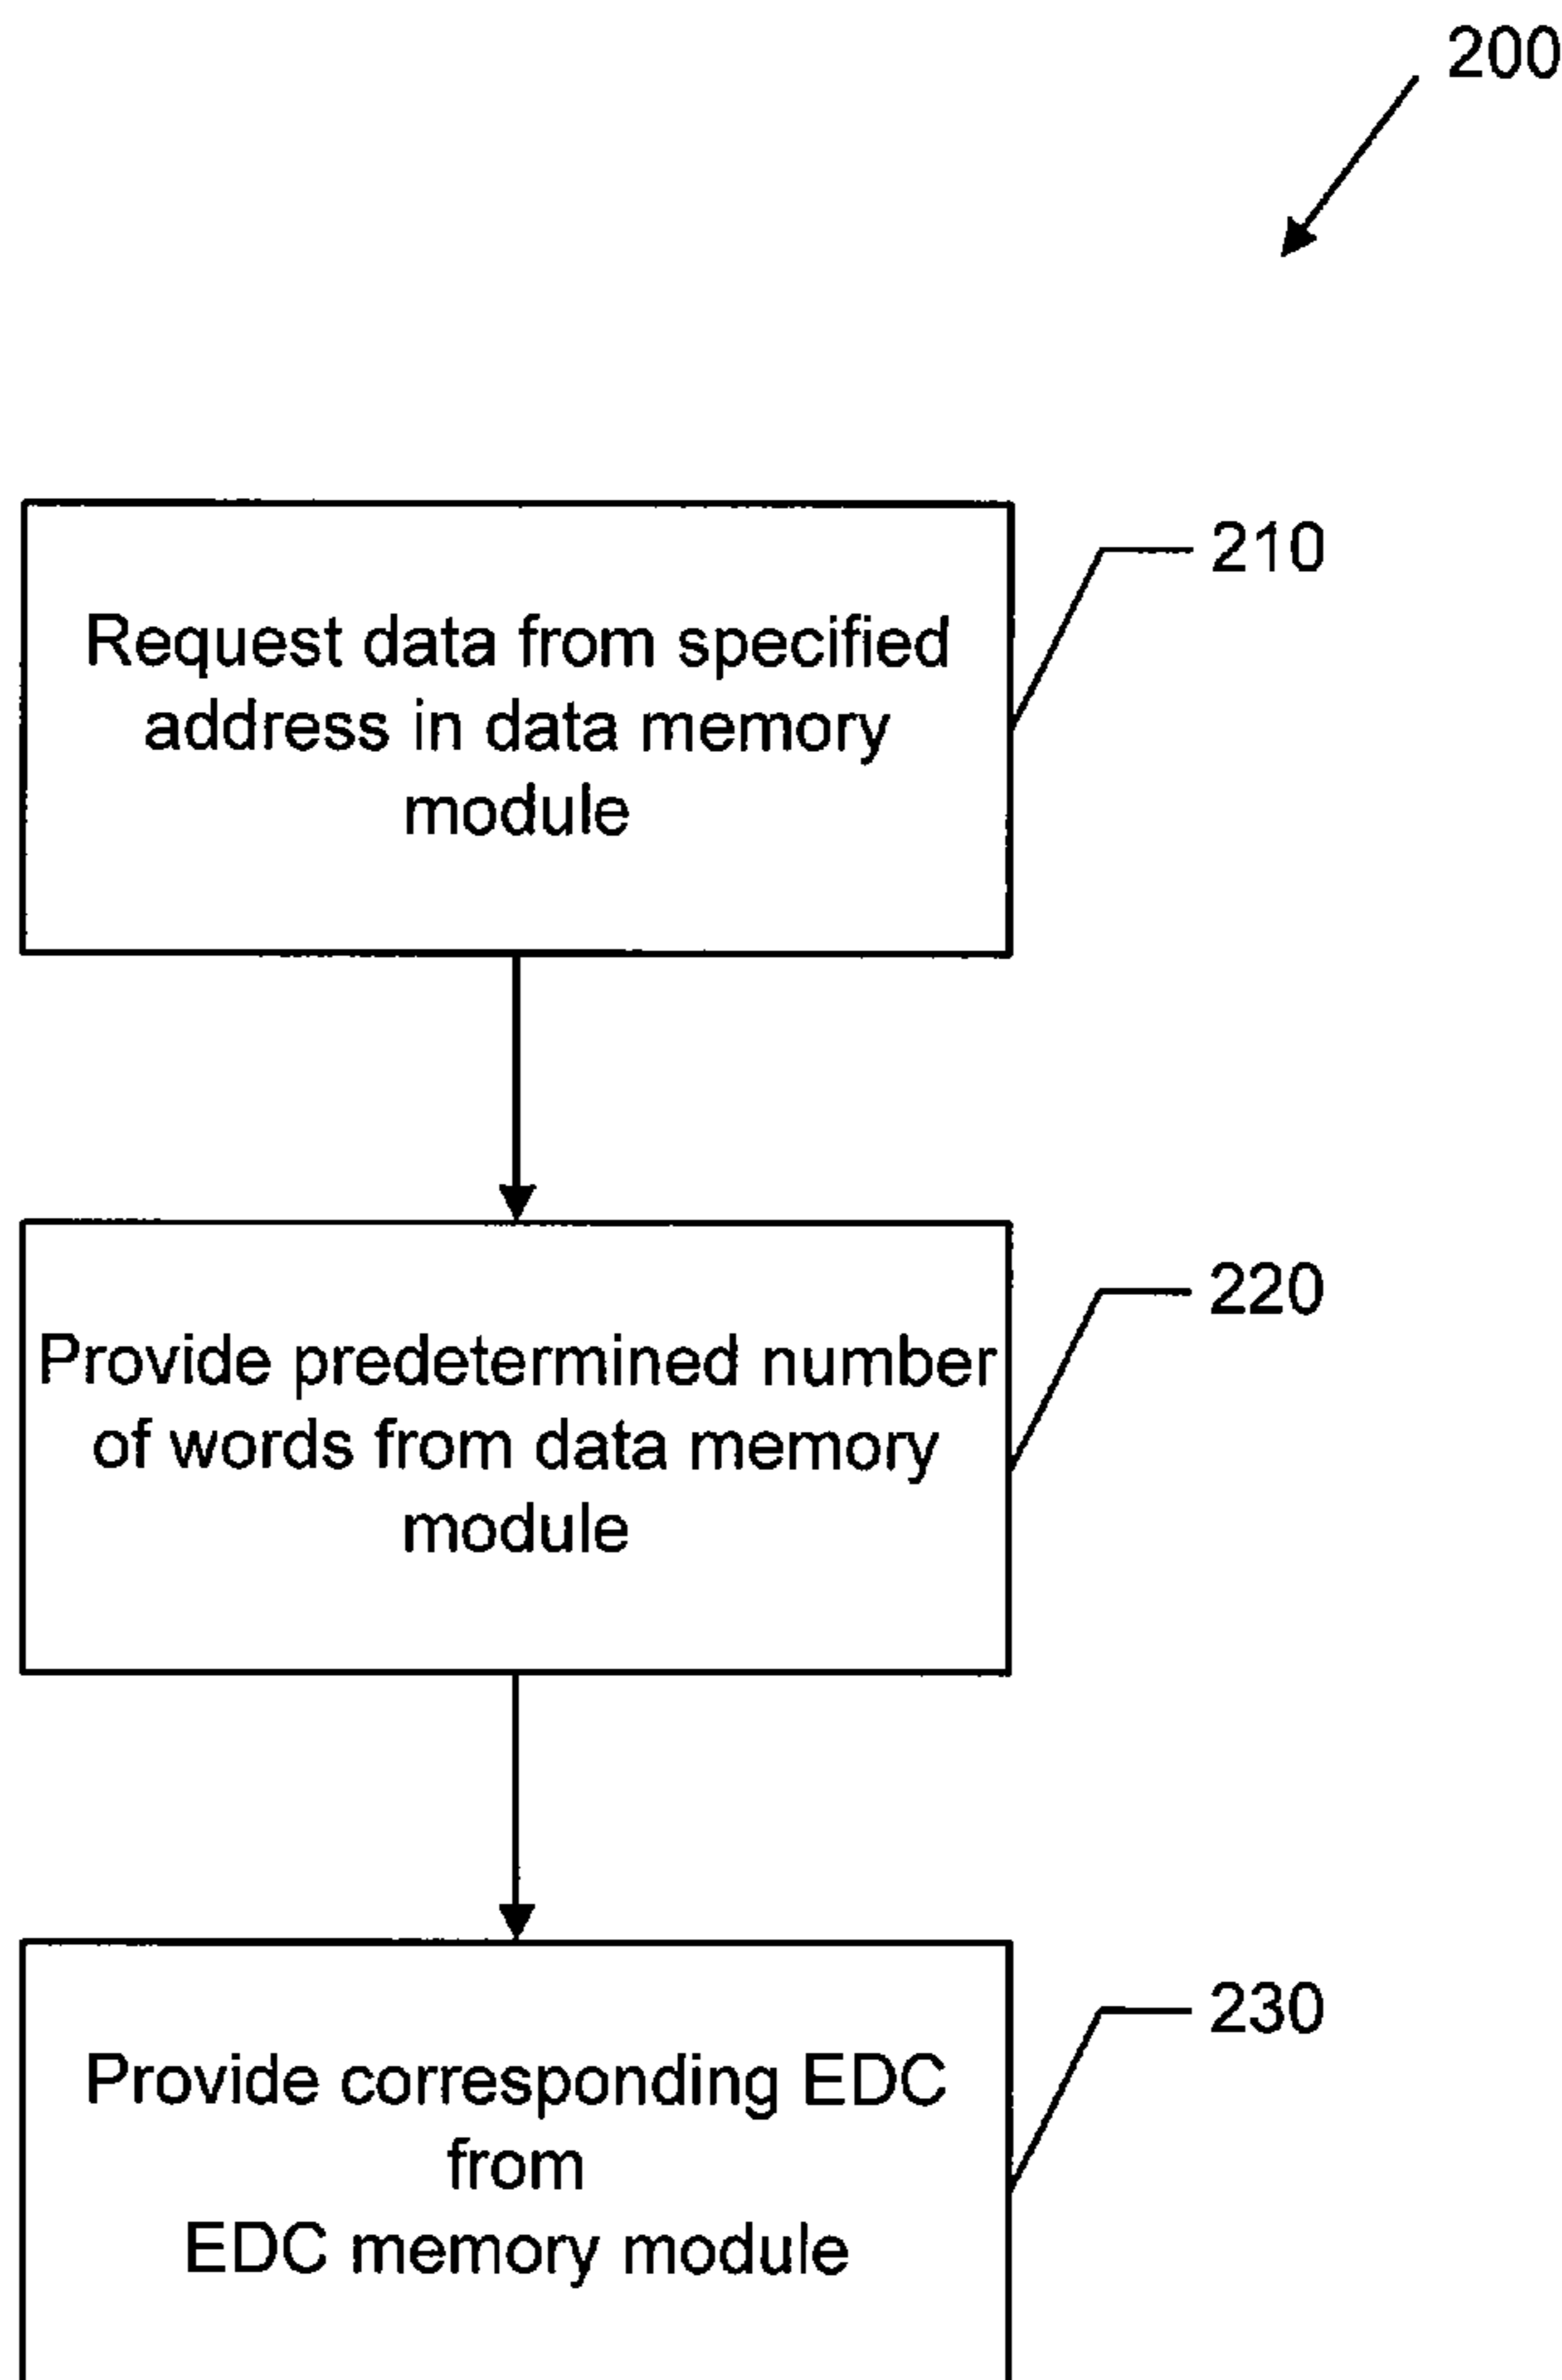 200
210
Request data from specified
address in data memory
module
220
Provide predetermined number
of words from data memory
module
230
Provide corresponding EDC
from
EDC memory module